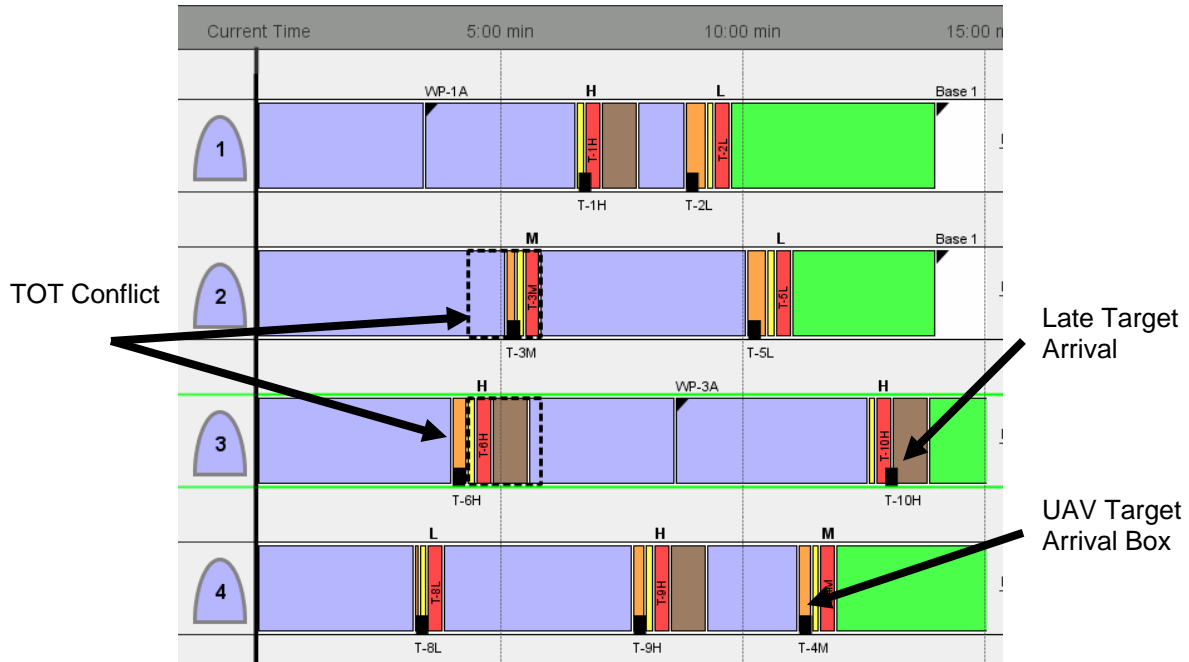 Current Time 5:00 min 10:00 min 15:00
WP-1A H L Base 1
1 T-1H T-2L
T-1H T-2L
M L Base 1
2 T-3M T-5L
T-3M T-5L
TOT Conflict
Late Target
Arrival
H WP-3A H
3 T-6H T-10H
T-6H T-10H
UAV Target
Arrival Box
L H M
4 T-8L T-9H
T-8L T-9H T-4M